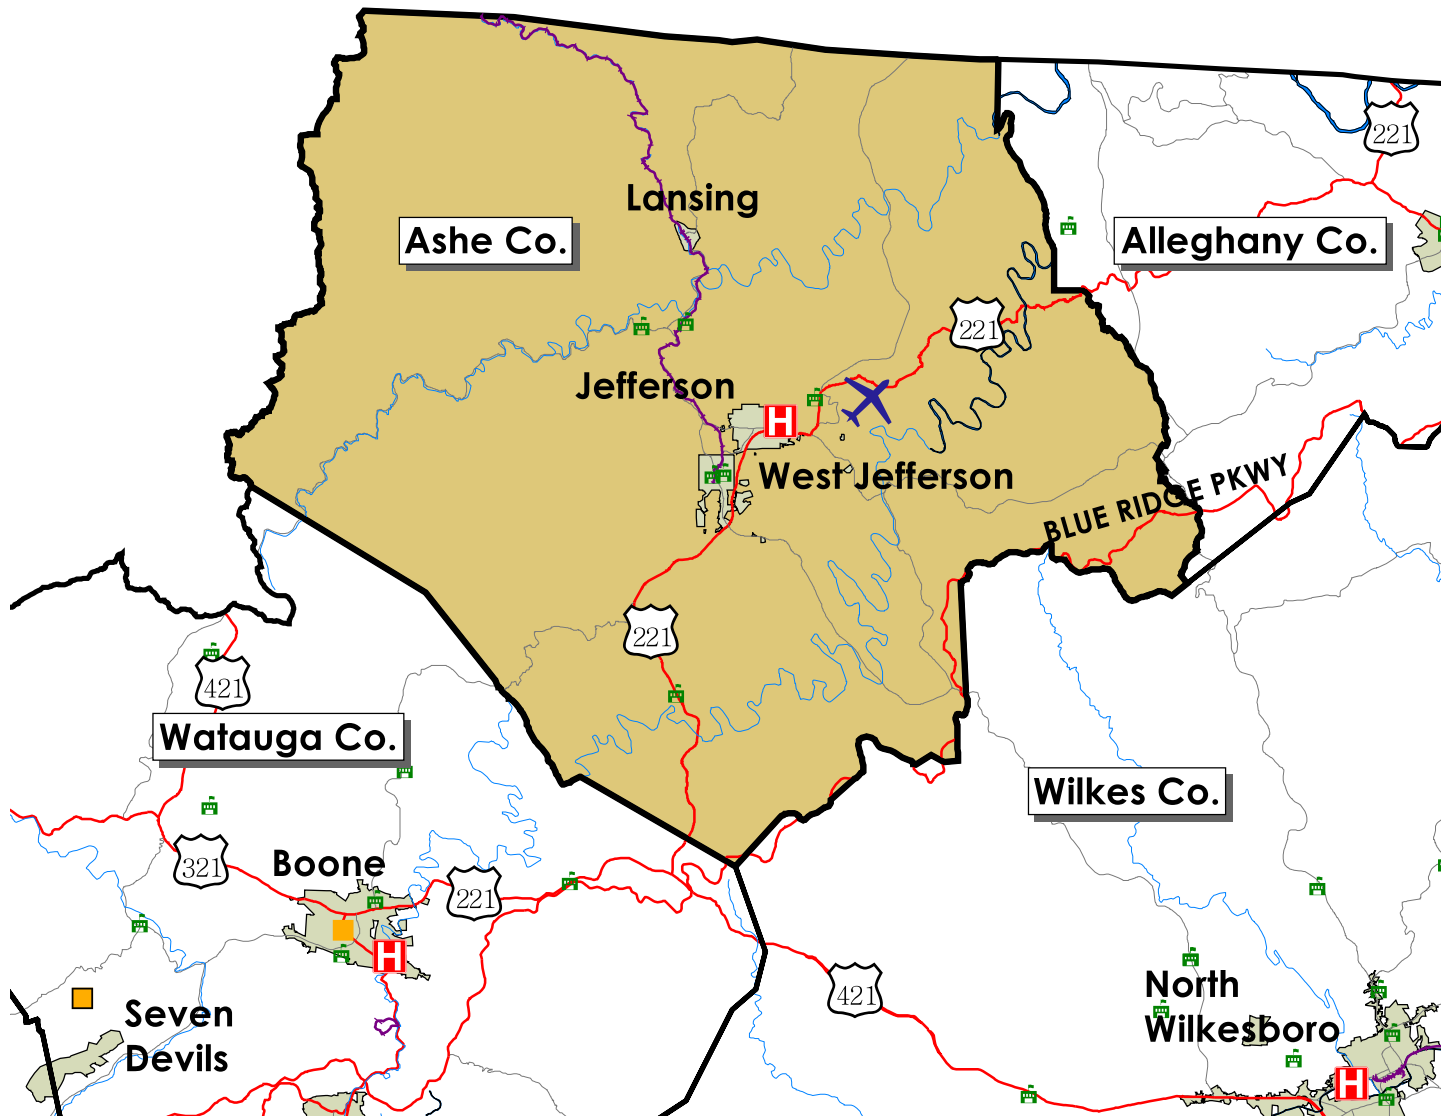 221
Lansing
Ashe Co.
Alleghany Co.
221
Jefferson
H
West Jefferson
BLUE RIDGE PKWY
221
421
Watauga Co.
Wilkes Co.
321
Boone
221
H
421
North
Wilkesboro
Seven
Devils
H